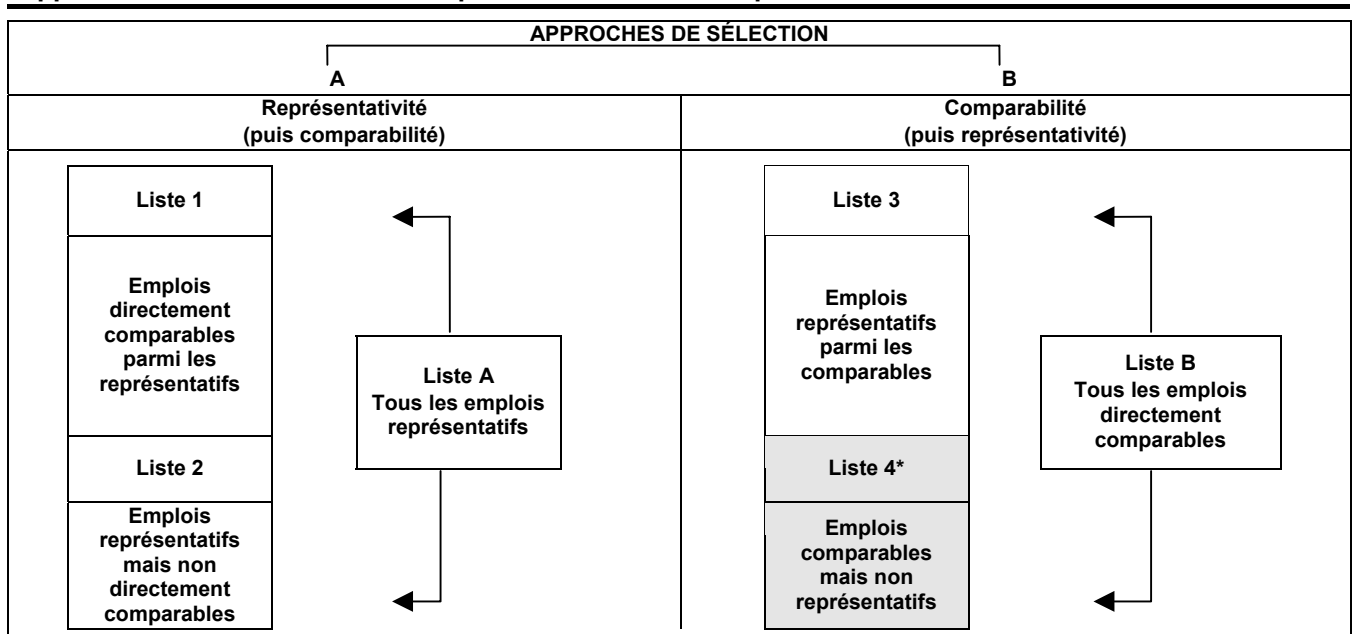 APPROCHES DE SÉLECTION
A
B
Représentativité
(puis comparabilité)
Comparabilité
(puis représentativité)
Liste 1
Emplois
directement
comparables
parmi les
représentatifs
Liste 2
Emplois
représentatifs
mais non
directement
comparables
Liste A
Tous les emplois
représentatifs
Liste 3
Emplois
représentatifs
parmi les
comparables
Liste 4*
Emplois
comparables
mais non
représentatifs
Liste B
Tous les emplois
directement
comparables